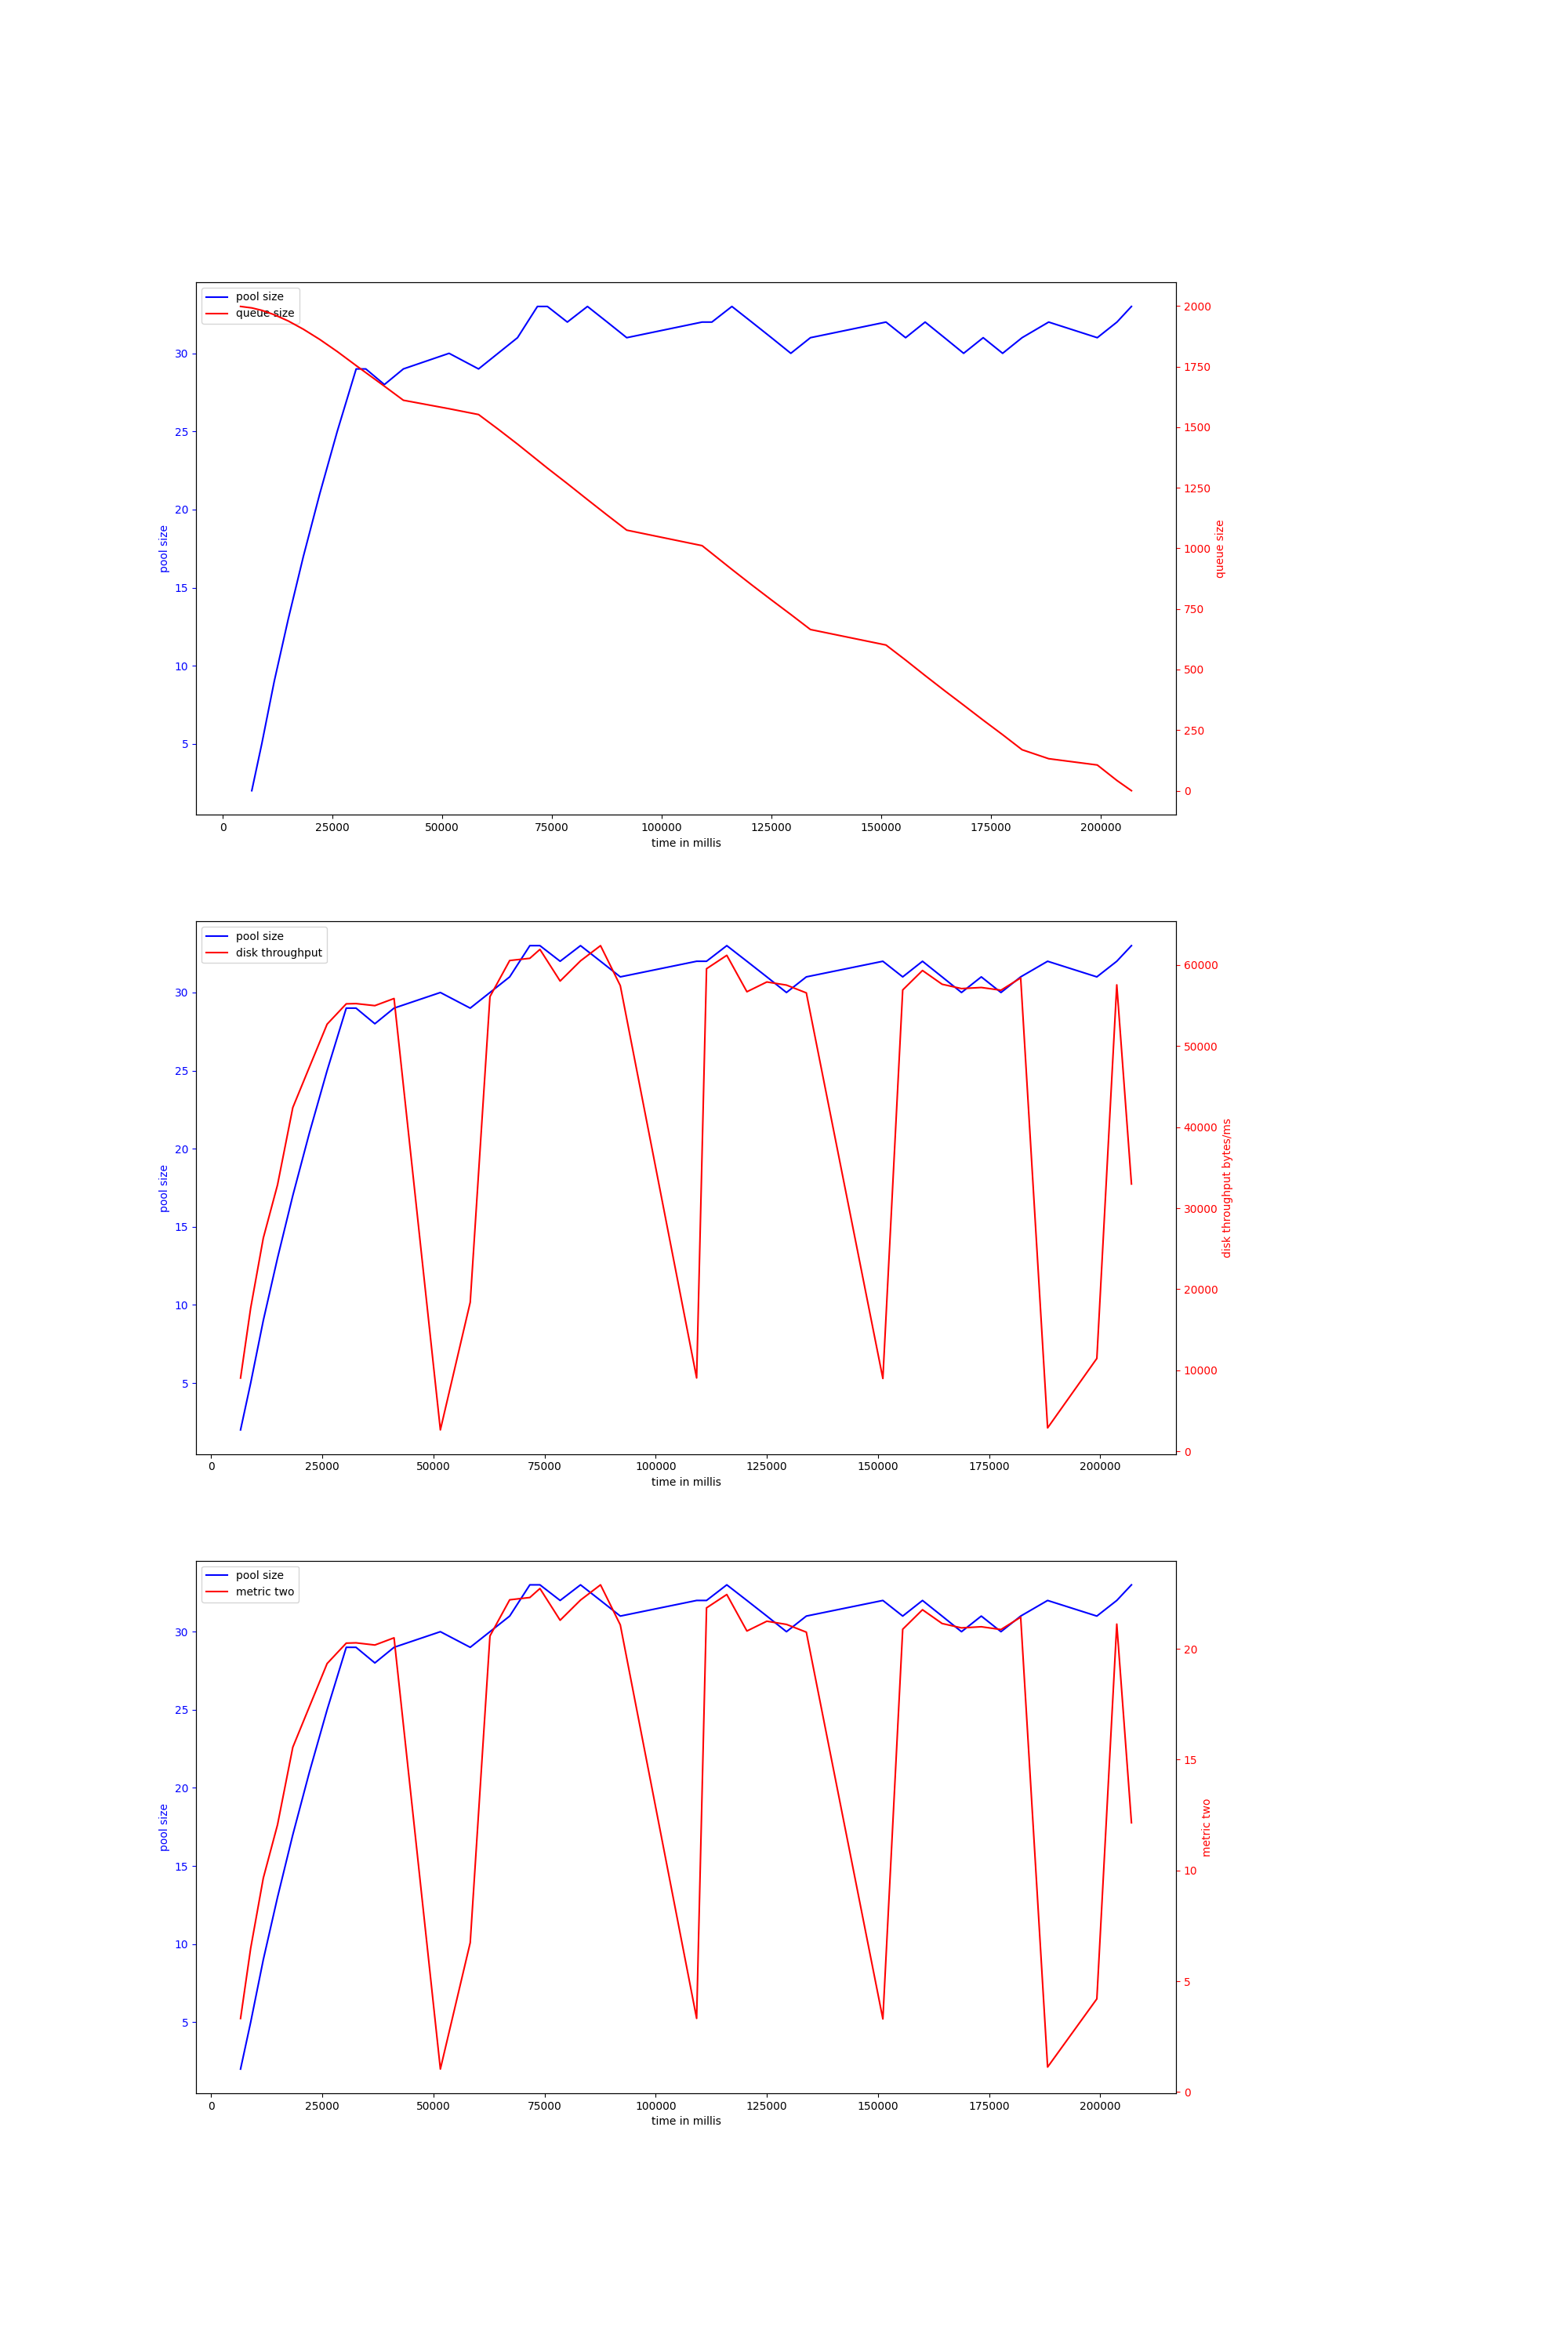 pool size
queue size
30
25
20
15
10
5
pool size
2000
1750
1500
1250
1000
750
500
250
0
queue size
0 25000 50000 75000 100000 125000 150000 175000 200000
time in millis
pool size
disk throughput
30
25
20
15
10
5
pool size
60000
50000
40000
30000
20000
10000
0
disk throughput bytes/ms
0 25000 50000 75000 100000 125000 150000 175000 200000
time in millis
pool size
metric two
30
25
20
15
10
5
pool size
20
15
10
5
0
metric two
0 25000 50000 75000 100000 125000 150000 175000 200000
time in millis